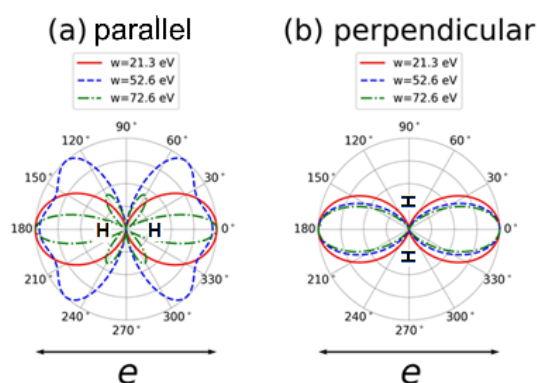 (a) parallel
w=21.3 eV
w=52.6 eV
w=72.6 eV
90°
120° 60°
150° 30°
180° H H 0°
210° 330°
240° 300°
270°
e
(b) perpendicular
w=21.3 eV
w=52.6 eV
w=72.6 eV
90°
120° 60°
150° 30°
H
180° 0°
H
210° 330°
240° 300°
270°
e